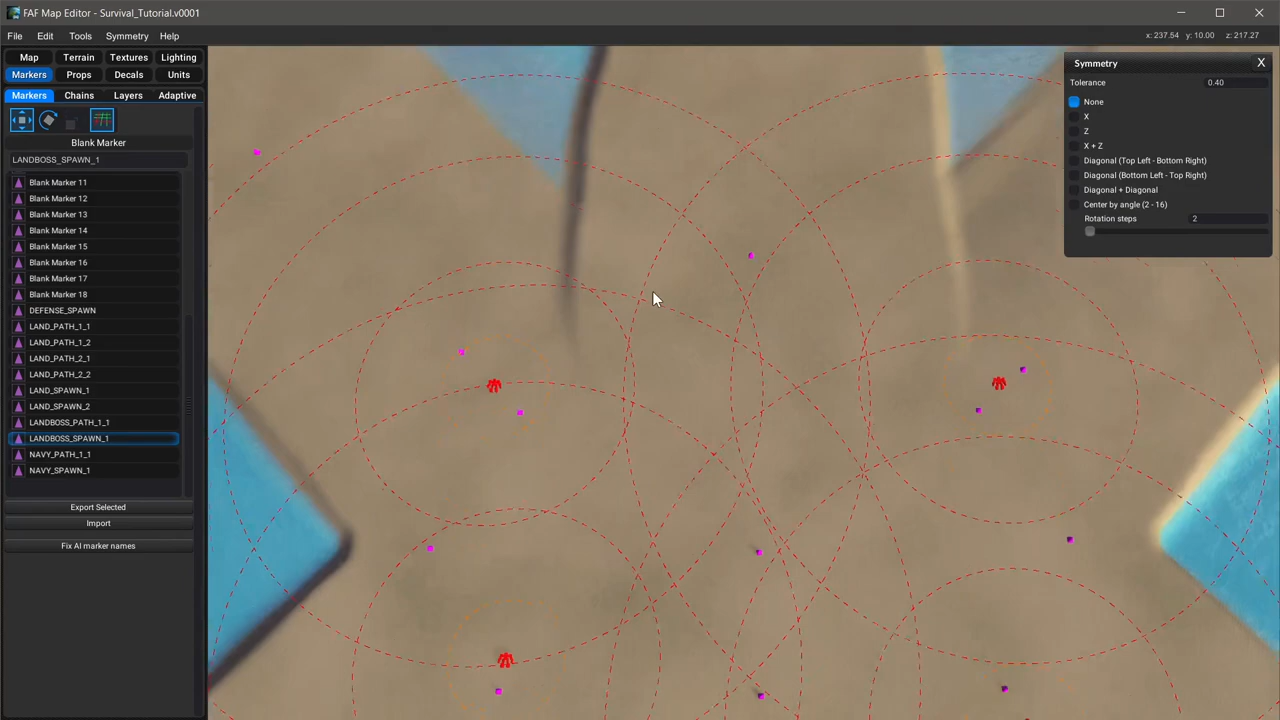 FAF Map Editor - Survival_Tutorial.v0001
File Edit Tools Symmetry Help
x: 237.54 y: 10.00 z: 217.27
Map Terrain Textures Lighting
Markers Props Decals Units
Markers Chains Layers Adaptive
Blank Marker
LANDBOSS_SPAWN_1
Blank Marker 11
Blank Marker 12
Blank Marker 13
Blank Marker 14
Blank Marker 15
Blank Marker 16
Blank Marker 17
Blank Marker 18
DEFENSE_SPAWN
LAND_PATH_1_1
LAND_PATH_1_2
LAND_PATH_2_1
LAND_PATH_2_2
LAND_SPAWN_1
LAND_SPAWN_2
LANDBOSS_PATH_1_1
LANDBOSS_SPAWN_1
NAVY_PATH_1_1
NAVY_SPAWN_1
Export Selected
Import
Fix AI marker names
Symmetry X
Tolerance 0.40
None
X
Z
X + Z
Diagonal (Top Left - Bottom Right)
Diagonal (Bottom Left - Top Right)
Diagonal + Diagonal
Center by angle (2 - 16)
Rotation steps 2